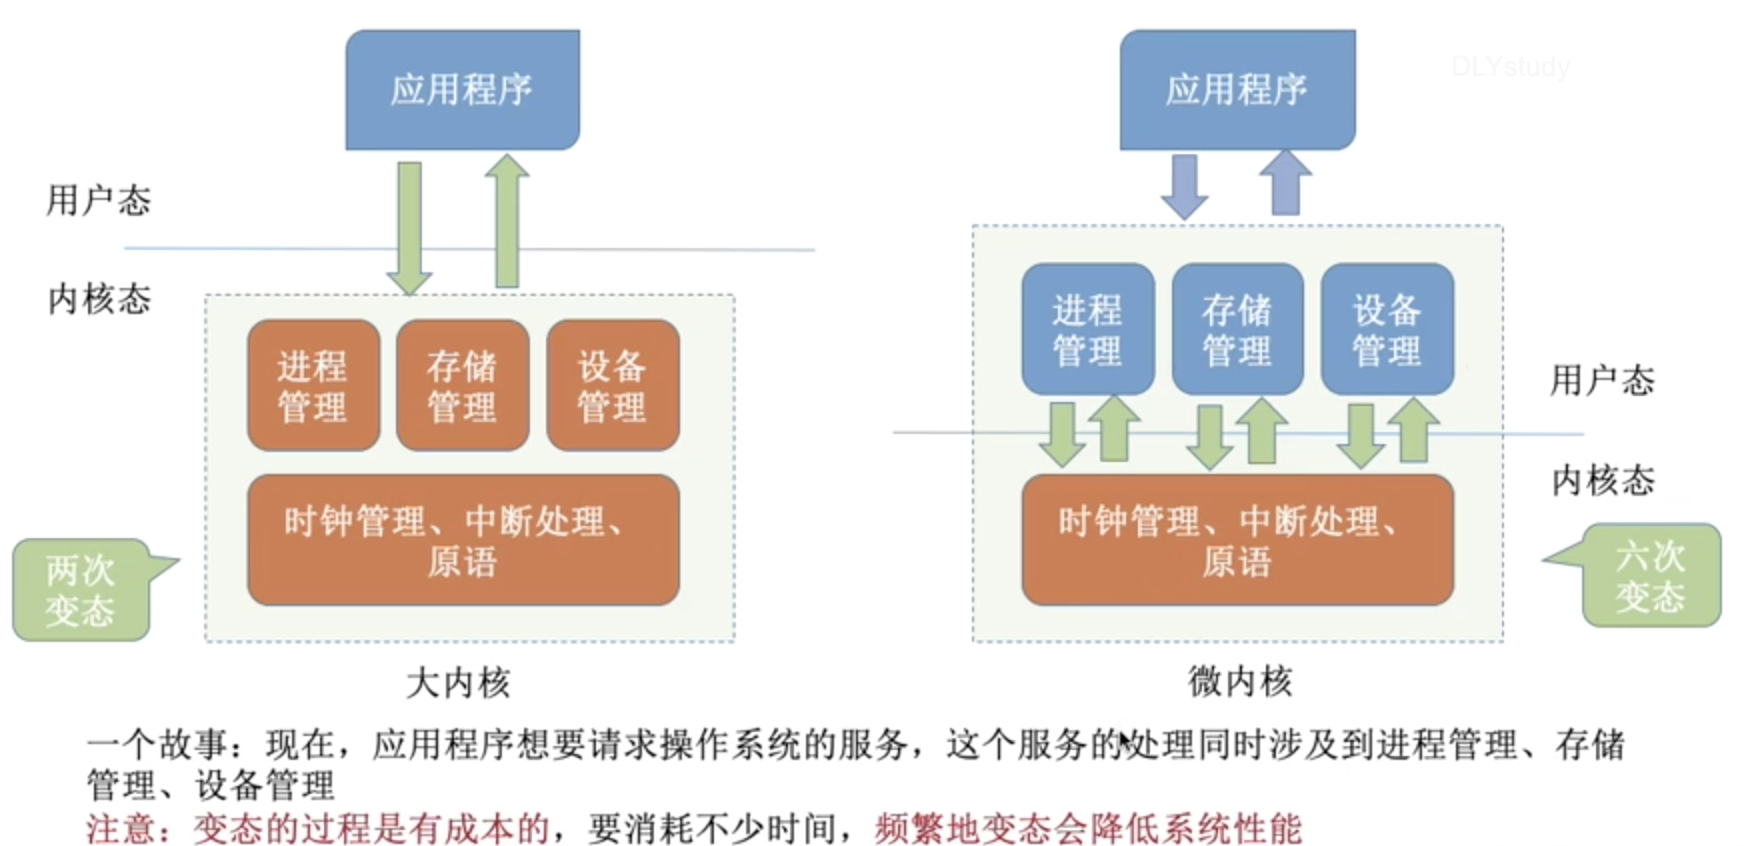 应用程序
用户态
内核态
进程
管理
存储
管理
设备
管理
时钟管理、中断处理、
原语
两次
变态
大内核
DLYstudy
应用程序
进程
管理
存储
管理
设备
管理
用户态
内核态
时钟管理、中断处理、
原语
六次
变态
微内核
一个故事：现在，应用程序想要请求操作系统的服务，这个服务的处理同时涉及到进程管理、存储
管理、设备管理
注意：变态的过程是有成本的，要消耗不少时间，频繁地变态会降低系统性能